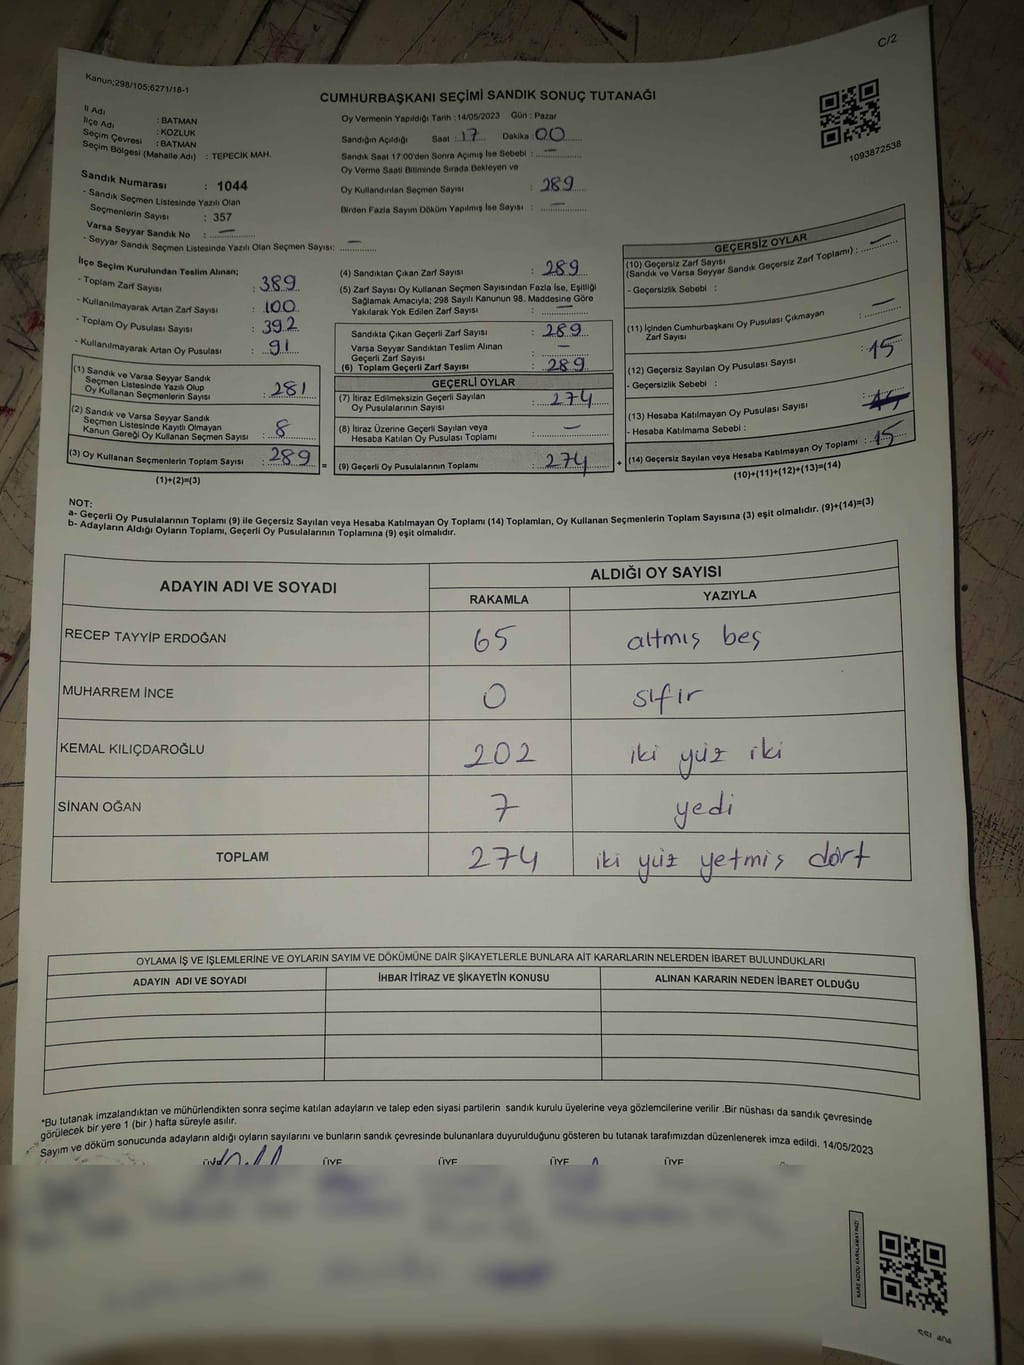 C/2
Kanun;298/105;6271/18-1
CUMHURBAŞKANI SEÇİMİ SANDIK SONUÇ TUTANAĞI
1093872538
İl Adı : BATMAN
İlçe Adı : KOZLUK
Seçim Çevresi : BATMAN
Seçim Bölgesi (Mahalle Adı) : TEPECIK MAH.
Sandık Numarası : 1044
- Sandık Seçmen Listesinde Yazılı Olan
Seçmenlerin Sayısı : 357
Varsa Seyyar Sandık No : —
- Seyyar Sandık Seçmen Listesinde Yazılı Olan Seçmen Sayısı: —
Oy Vermenin Yapıldığı Tarih :14/05/2023 Gün : Pazar
Sandığın Açıldığı Saat : 17 Dakika : 00
Sandık Saat 17:00'den Sonra Açımış İse Sebebi : —
Oy Verme Saati Bitiminde Sırada Bekleyen ve
Oy Kullandırılan Seçmen Sayısı : 289
Birden Fazla Sayım Döküm Yapılmış İse Sayısı : —
İlçe Seçim Kurulundan Teslim Alınan;
- Toplam Zarf Sayısı : 389
- Kullanılmayarak Artan Zarf Sayısı : 100
- Toplam Oy Pusulası Sayısı : 392
- Kullanılmayarak Artan Oy Pusulası : 91
(1) Sandık ve Varsa Seyyar Sandık
Seçmen Listesinde Yazılı Olup
Oy Kullanan Seçmenlerin Sayısı : 281
(2) Sandık ve Varsa Seyyar Sandık
Seçmen Listesinde Kayıtlı Olmayan
Kanun Gereği Oy Kullanan Seçmen Sayısı : 8
(3) Oy Kullanan Seçmenlerin Toplam Sayısı : 289 =
(1)+(2)=(3)
(4) Sandıktan Çıkan Zarf Sayısı : 289
(5) Zarf Sayısı Oy Kullanan Seçmen Sayısından Fazla İse, Eşitliği
Sağlamak Amacıyla; 298 Sayılı Kanunun 98. Maddesine Göre
Yakılarak Yok Edilen Zarf Sayısı : —
Sandıkta Çıkan Geçerli Zarf Sayısı : 289
Varsa Seyyar Sandıktan Teslim Alınan
Geçerli Zarf Sayısı : —
(6) Toplam Geçerli Zarf Sayısı : 289
GEÇERLİ OYLAR
(7) İtiraz Edilmeksizin Geçerli Sayılan
Oy Pusulalarının Sayısı : 274
(8) İtiraz Üzerine Geçerli Sayılan veya
Hesaba Katılan Oy Pusulası Toplamı : —
(9) Geçerli Oy Pusulalarının Toplamı : 274 +
GEÇERSİZ OYLAR
(10) Geçersiz Zarf Sayısı
(Sandık ve Varsa Seyyar Sandık Geçersiz Zarf Toplamı) : —
- Geçersizlik Sebebi :
(11) İçinden Cumhurbaşkanı Oy Pusulası Çıkmayan
Zarf Sayısı : —
(12) Geçersiz Sayılan Oy Pusulası Sayısı : 15
- Geçersizlik Sebebi :
(13) Hesaba Katılmayan Oy Pusulası Sayısı :
- Hesaba Katılmama Sebebi :
(14) Geçersiz Sayılan veya Hesaba Katılmayan Oy Toplamı : 15
(10)+(11)+(12)+(13)=(14)
NOT:
a- Geçerli Oy Pusulalarının Toplamı (9) ile Geçersiz Sayılan veya Hesaba Katılmayan Oy Toplamı (14) Toplamları, Oy Kullanan Seçmenlerin Toplam Sayısına (3) eşit olmalıdır. (9)+(14)=(3)
b- Adayların Aldığı Oyların Toplamı, Geçerli Oy Pusulalarının Toplamına (9) eşit olmalıdır.
ADAYIN ADI VE SOYADI ALDIĞI OY SAYISI
RAKAMLA YAZIYLA
RECEP TAYYİP ERDOĞAN 65 altmış beş
MUHARREM İNCE 0 sıfır
KEMAL KILIÇDAROĞLU 202 iki yüz iki
SİNAN OĞAN 7 yedi
TOPLAM 274 iki yüz yetmiş dört
OYLAMA İŞ VE İŞLEMLERİNE VE OYLARIN SAYIM VE DÖKÜMÜNE DAİR ŞİKAYETLERLE BUNLARA AİT KARARLARIN NELERDEN İBARET BULUNDUKLARI
ADAYIN ADI VE SOYADI İHBAR İTİRAZ VE ŞİKAYETİN KONUSU ALINAN KARARIN NEDEN İBARET OLDUĞU
*Bu tutanak imzalandıktan ve mühürlendikten sonra seçime katılan adayların ve talep eden siyasi partilerin sandık kurulu üyelerine veya gözlemcilerine verilir .Bir nüshası da sandık çevresinde
görülecek bir yere 1 (bir ) hafta süreyle asılır.
Sayım ve döküm sonucunda adayların aldığı oyların sayılarını ve bunların sandık çevresinde bulunanlara duyurulduğunu gösteren bu tutanak tarafımızdan düzenlenerek imza edildi. 14/05/2023
ÜYE ÜYE ÜYE ÜYE
KARE KODU KARALAMAYINIZ!